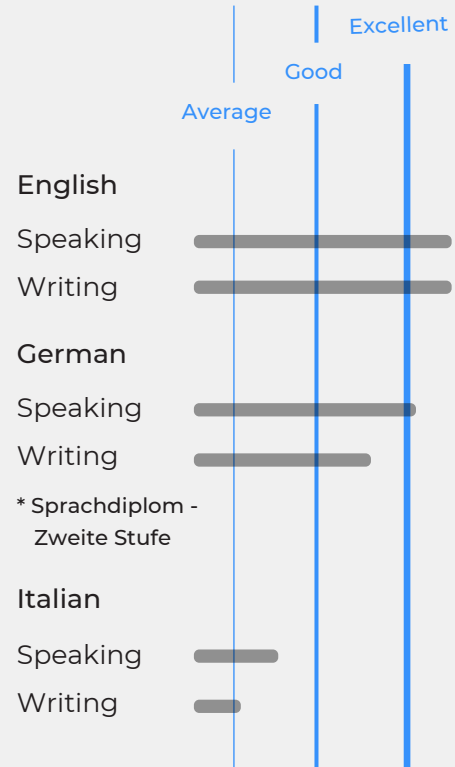 Excellent
Good
Average
English
Speaking
Writing
German
Speaking
Writing
* Sprachdiplom -
Zweite Stufe
Italian
Speaking
Writing